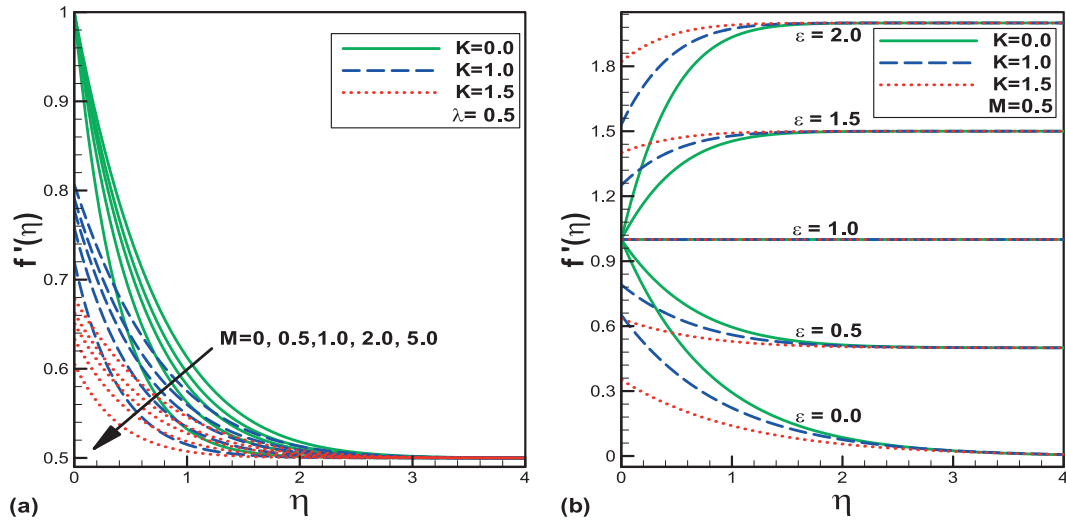 1
0.9
0.8
0.7
0.6
0.5
0 1 2 3 4
f '(η)
η
K=0.0
K=1.0
K=1.5
λ= 0.5
M=0, 0.5,1.0, 2.0, 5.0
(a)
1.8
1.5
1.2
0.9
0.6
0.3
0
0 1 2 3 4
f '(η)
η
K=0.0
K=1.0
K=1.5
M=0.5
ε = 2.0
ε = 1.5
ε = 1.0
ε = 0.5
ε = 0.0
(b)